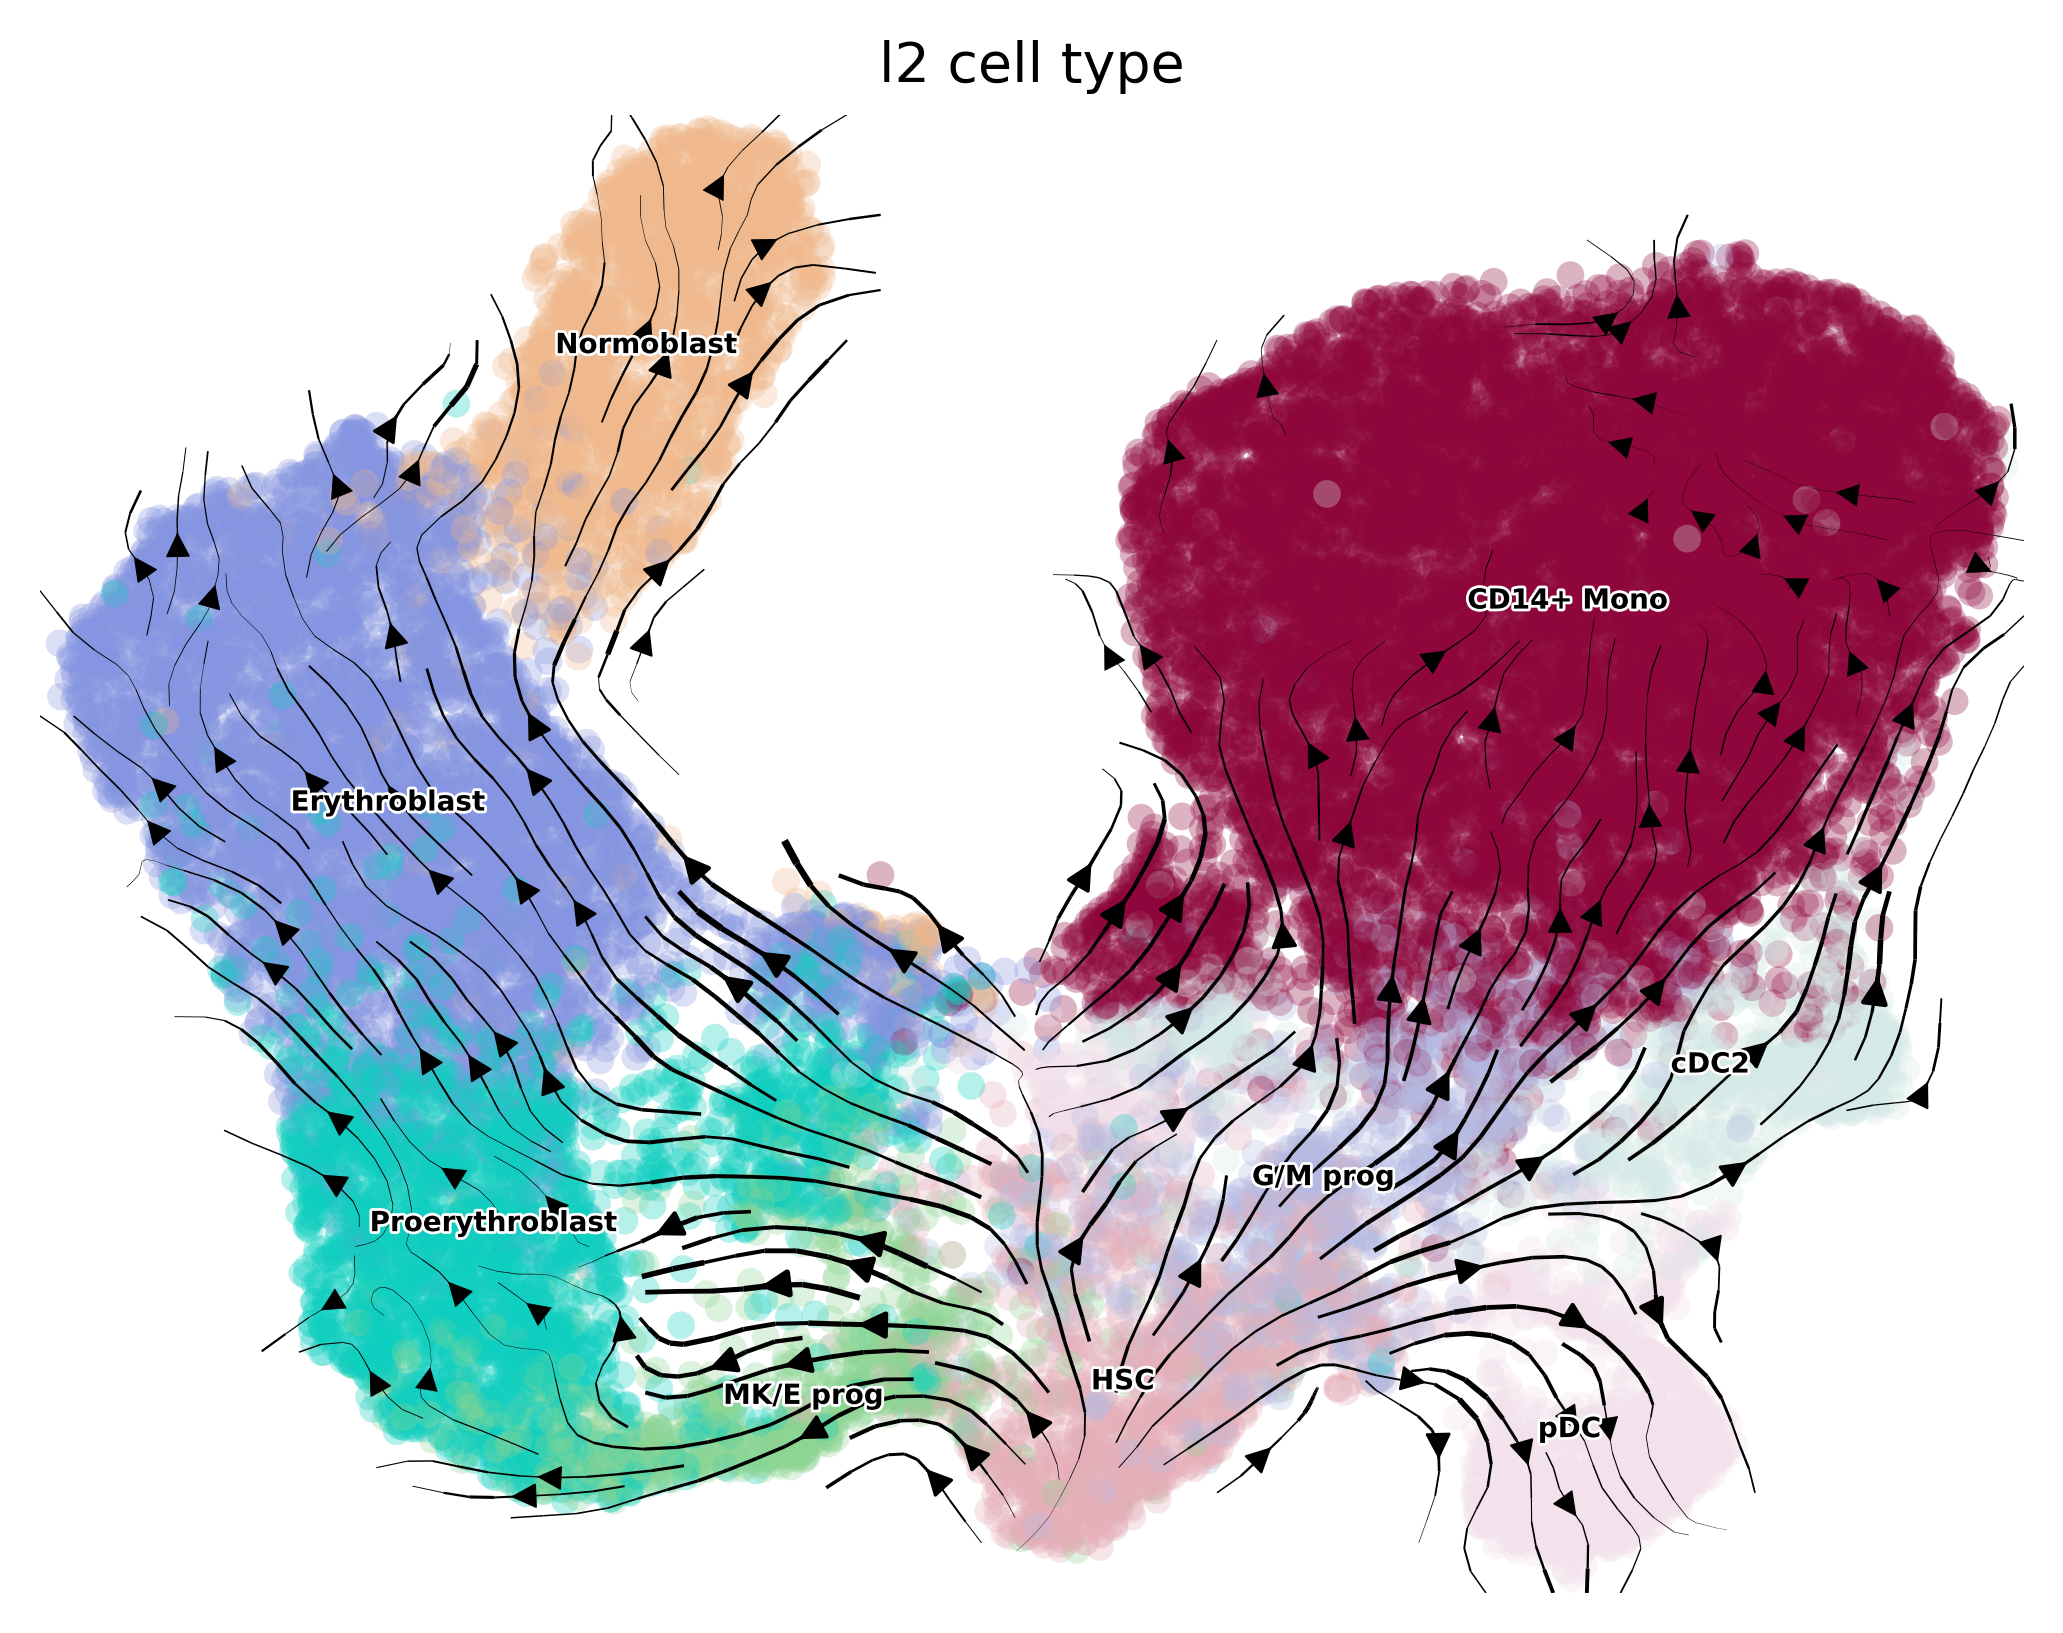 l2 cell type
Normoblast
CD14+ Mono
Erythroblast
cDC2
G/M prog
Proerythroblast
HSC
MK/E prog
pDC